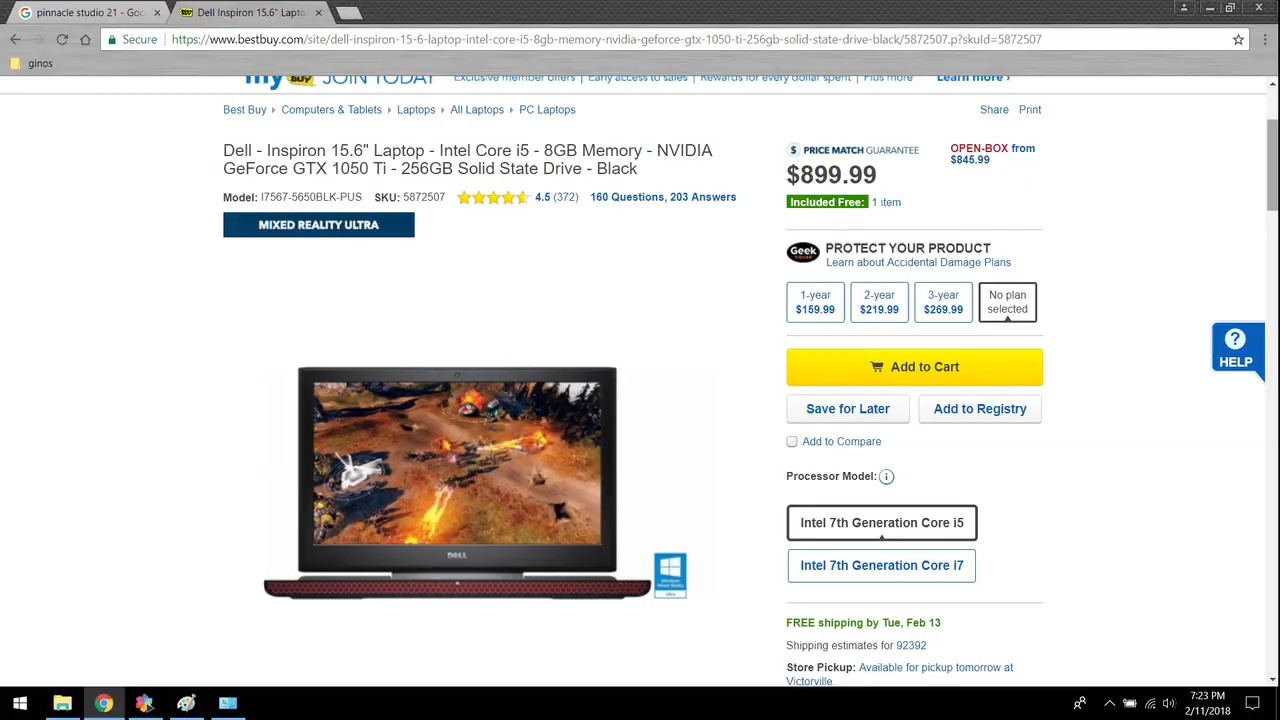 pinnacle studio 21 - Goo
Dell Inspiron 15.6" Lapto
Secure
https://www.bestbuy.com/site/dell-inspiron-15-6-laptop-intel-core-i5-8gb-memory-nvidia-geforce-gtx-1050-ti-256gb-solid-state-drive-black/5872507.p?skuId=5872507
ginos
my BEST BUY JOIN TODAY Exclusive member offers | Early access to sales | Rewards for every dollar spent | Plus more Learn more ›
Best Buy Computers & Tablets Laptops All Laptops PC Laptops
Share Print
Dell - Inspiron 15.6" Laptop - Intel Core i5 - 8GB Memory - NVIDIA
GeForce GTX 1050 Ti - 256GB Solid State Drive - Black
Model: I7567-5650BLK-PUS SKU: 5872507 4.5 (372) 160 Questions, 203 Answers
MIXED REALITY ULTRA
DELL
PRICE MATCH GUARANTEE
$899.99
OPEN-BOX from
$845.99
Included Free: 1 item
Geek
PROTECT YOUR PRODUCT
Learn about Accidental Damage Plans
1-year
$159.99
2-year
$219.99
3-year
$269.99
No plan
selected
Add to Cart
Save for Later
Add to Registry
Add to Compare
Processor Model:
Intel 7th Generation Core i5
Intel 7th Generation Core i7
FREE shipping by Tue, Feb 13
Shipping estimates for 92392
Store Pickup: Available for pickup tomorrow at
Victorville.
? HELP
7:23 PM
2/11/2018